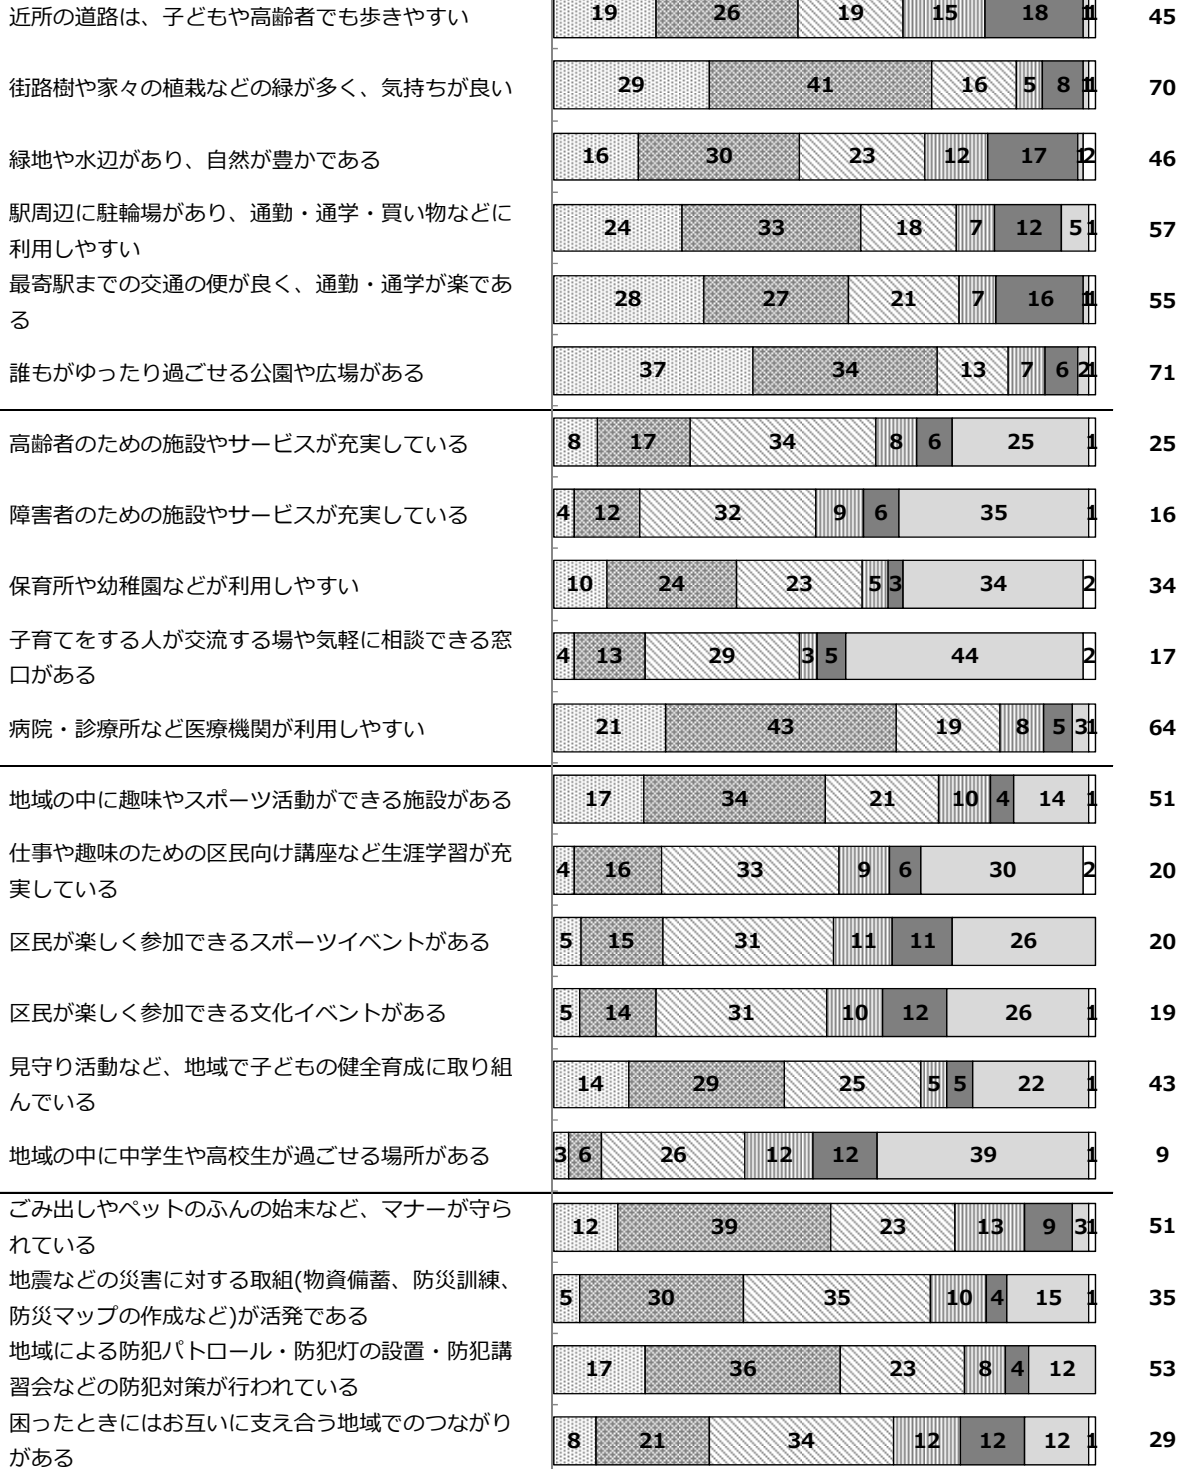 近所の道路は、子どもや高齢者でも歩きやすい 19 26 19 15 18 1 1 45
街路樹や家々の植栽などの緑が多く、気持ちが良い 29 41 16 5 8 1 1 70
緑地や水辺があり、自然が豊かである 16 30 23 12 17 1 2 46
駅周辺に駐輪場があり、通勤・通学・買い物などに
利用しやすい 24 33 18 7 12 5 1 57
最寄駅までの交通の便が良く、通勤・通学が楽であ
る 28 27 21 7 16 1 1 55
誰もがゆったり過ごせる公園や広場がある 37 34 13 7 6 2 1 71
高齢者のための施設やサービスが充実している 8 17 34 8 6 25 1 25
障害者のための施設やサービスが充実している 4 12 32 9 6 35 1 16
保育所や幼稚園などが利用しやすい 10 24 23 5 3 34 2 34
子育てをする人が交流する場や気軽に相談できる窓
口がある 4 13 29 3 5 44 2 17
病院・診療所など医療機関が利用しやすい 21 43 19 8 5 3 1 64
地域の中に趣味やスポーツ活動ができる施設がある 17 34 21 10 4 14 1 51
仕事や趣味のための区民向け講座など生涯学習が充
実している 4 16 33 9 6 30 2 20
区民が楽しく参加できるスポーツイベントがある 5 15 31 11 11 26 20
区民が楽しく参加できる文化イベントがある 5 14 31 10 12 26 1 19
見守り活動など、地域で子どもの健全育成に取り組
んでいる 14 29 25 5 5 22 1 43
地域の中に中学生や高校生が過ごせる場所がある 3 6 26 12 12 39 1 9
ごみ出しやペットのふんの始末など、マナーが守ら
れている 12 39 23 13 9 3 1 51
地震などの災害に対する取組(物資備蓄、防災訓練、
防災マップの作成など)が活発である 5 30 35 10 4 15 1 35
地域による防犯パトロール・防犯灯の設置・防犯講
習会などの防犯対策が行われている 17 36 23 8 4 12 53
困ったときにはお互いに支え合う地域でのつながり
がある 8 21 34 12 12 12 1 29